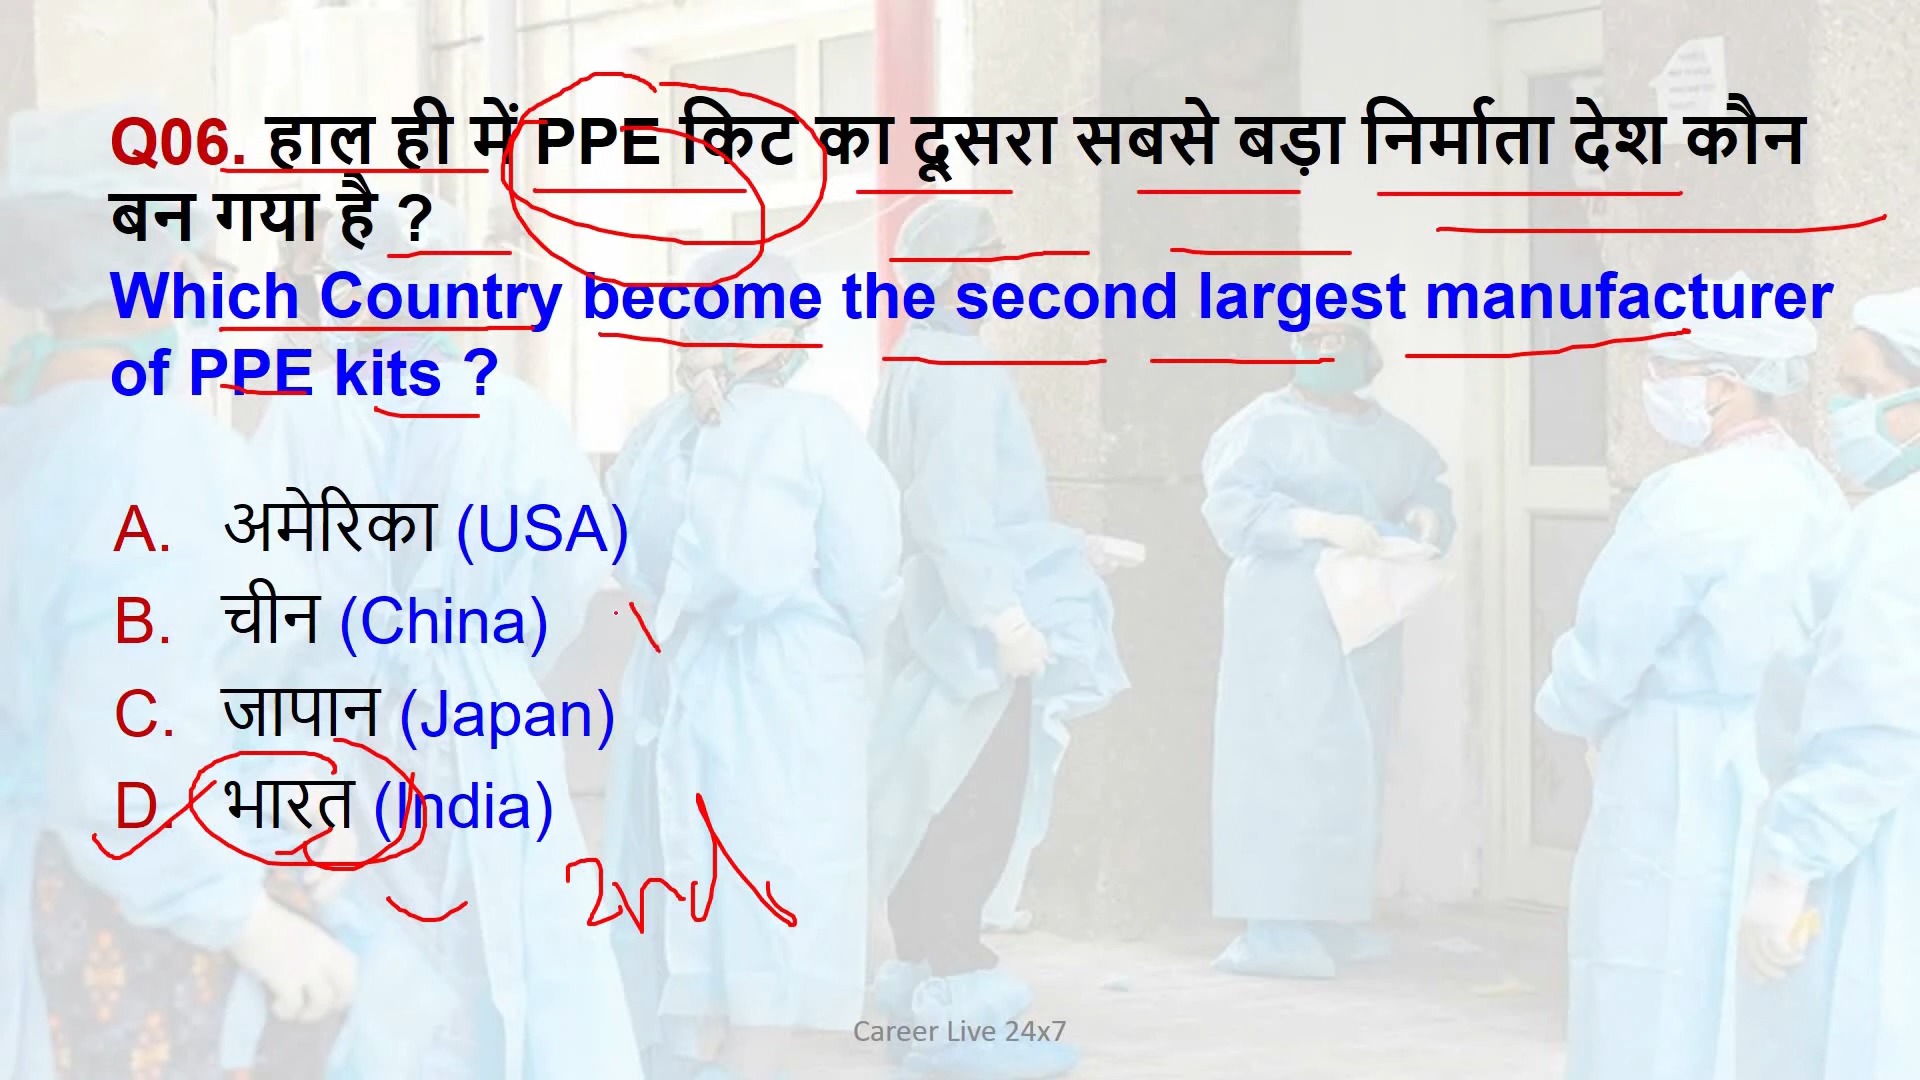 Q06. हाल ही में PPE किट का दूसरा सबसे बड़ा निर्माता देश कौन
बन गया है ?
Which Country become the second largest manufacturer
of PPE kits ?
A. अमेरिका (USA)
B. चीन (China)
C. जापान (Japan)
D. भारत (India)
2nd
Career Live 24x7